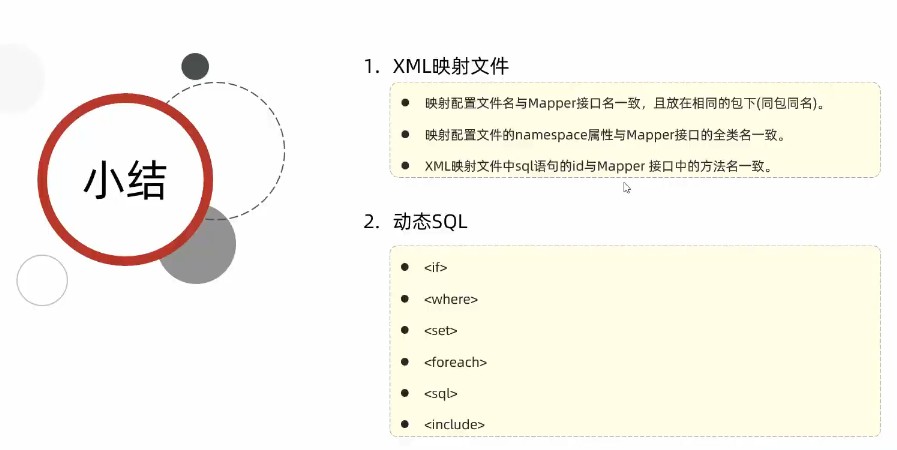 小结
1. XML映射文件
● 映射配置文件名与Mapper接口名一致，且放在相同的包下(同包同名)。
● 映射配置文件的namespace属性与Mapper接口的全类名一致。
● XML映射文件中sql语句的id与Mapper 接口中的方法名一致。
2. 动态SQL
● <if>
● <where>
● <set>
● <foreach>
● <sql>
● <include>